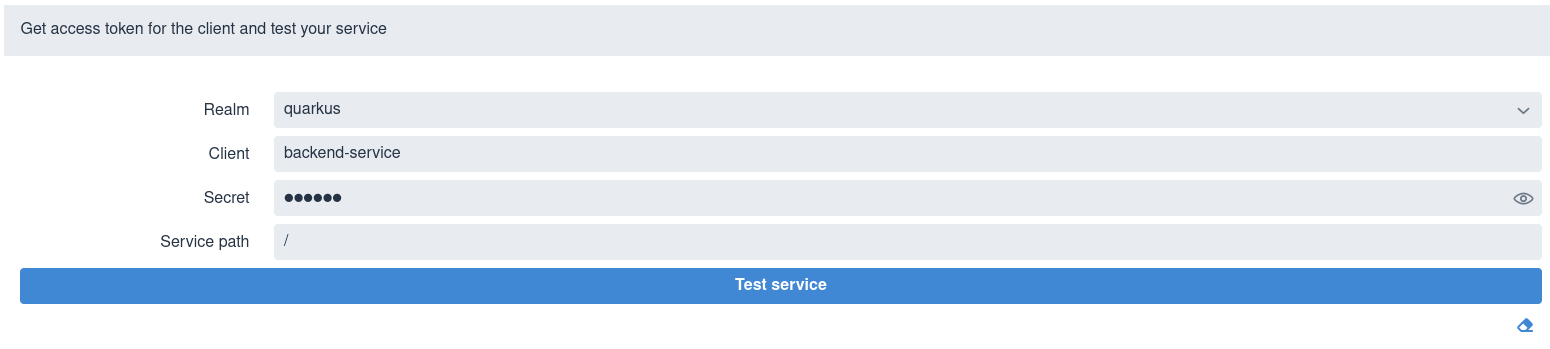 Get access token for the client and test your service
Realm quarkus
Client backend-service
Secret ●●●●●●
Service path /
Test service